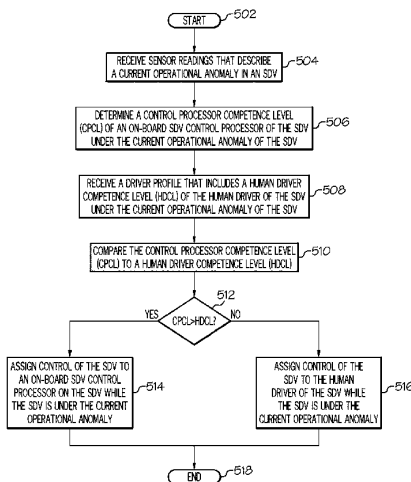 START
502
RECEIVE SENSOR READINGS THAT DESCRIBE
A CURRENT OPERATIONAL ANOMALY IN AN SDV
504
DETERMINE A CONTROL PROCESSOR COMPETENCE LEVEL
(CPCL) OF AN ON-BOARD SDV CONTROL PROCESSOR OF THE SDV
UNDER THE CURRENT OPERATIONAL ANOMALY OF THE SDV
506
RECEIVE A DRIVER PROFILE THAT INCLUDES A HUMAN DRIVER
COMPETENCE LEVEL (HDCL) OF THE HUMAN DRIVER OF THE SDV
UNDER THE CURRENT OPERATIONAL ANOMALY OF THE SDV
508
COMPARE THE CONTROL PROCESSOR COMPETENCE LEVEL
(CPCL) TO A HUMAN DRIVER COMPETENCE LEVEL (HDCL)
510
512
YES
CPCL>HDCL?
NO
ASSIGN CONTROL OF THE SDV TO
AN ON-BOARD SDV CONTROL
PROCESSOR ON THE SDV WHILE
THE SDV IS UNDER THE CURRENT
OPERATIONAL ANOMALY
514
ASSIGN CONTROL OF THE
SDV TO THE HUMAN
DRIVER OF THE SDV WHILE
THE SDV IS UNDER THE
CURRENT OPERATIONAL ANOMALY
516
END
518